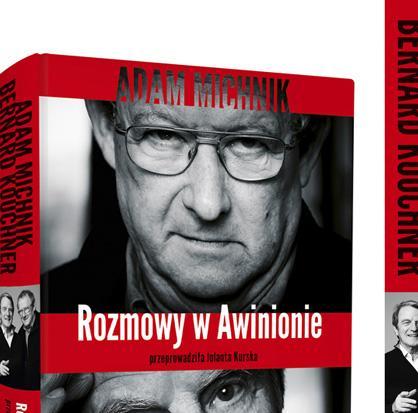 ADAM MICHNIK
Rozmowy w Awinionie
przeprowadziła Jolanta Kurska
ADAM MICHNIK
BERNARD KOUCHNER
BERNARD KOUCHNER